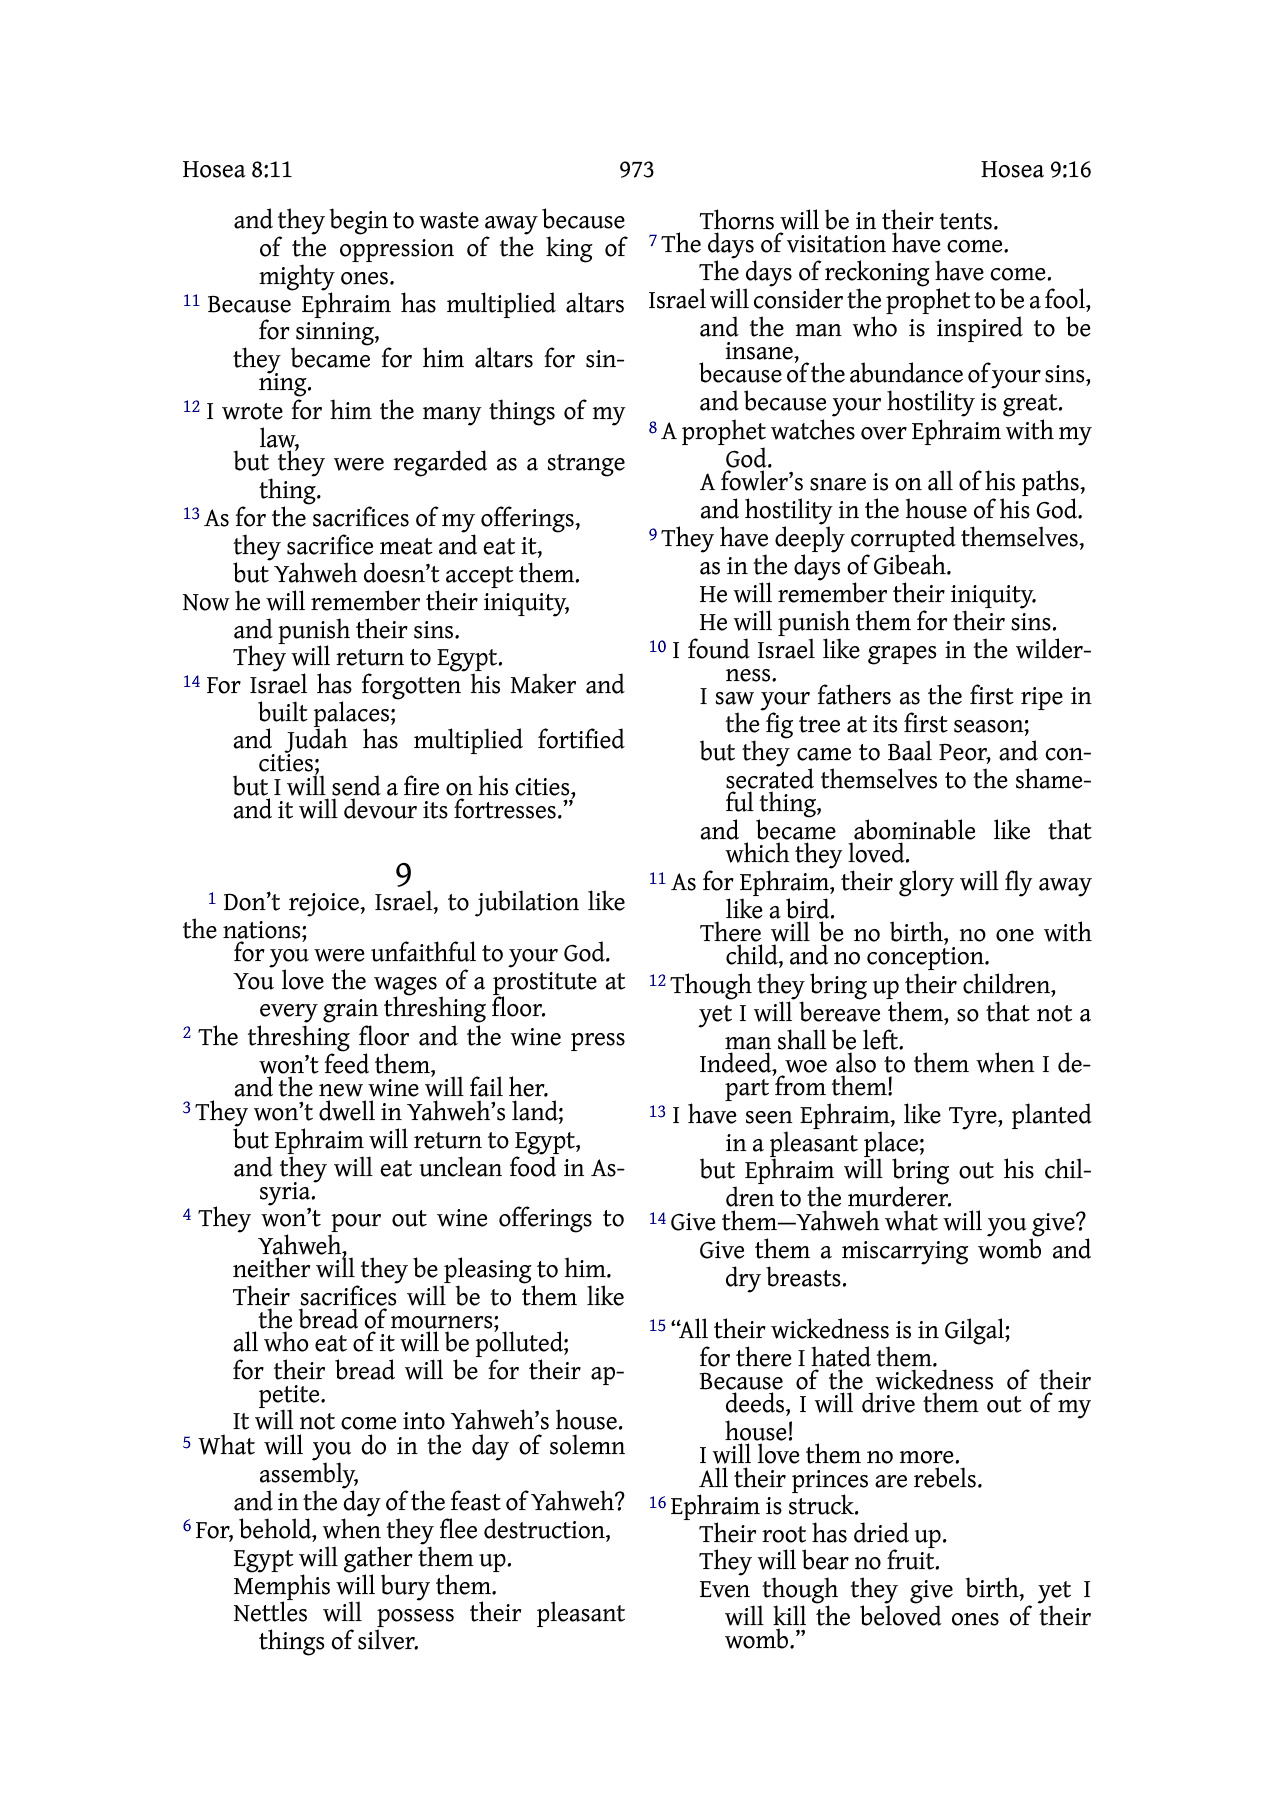 Hosea 8:11 973 Hosea 9:16
and they begin to waste away because
of the oppression of the king of
mighty ones.
11 Because Ephraim has multiplied altars
for sinning,
they became for him altars for sin-
ning.
12 I wrote for him the many things of my
law,
but they were regarded as a strange
thing.
13 As for the sacrifices of my offerings,
they sacrifice meat and eat it,
but Yahweh doesn’t accept them.
Now he will remember their iniquity,
and punish their sins.
They will return to Egypt.
14 For Israel has forgotten his Maker and
built palaces;
and Judah has multiplied fortified
cities;
but I will send a fire on his cities,
and it will devour its fortresses.”
9
1 Don’t rejoice, Israel, to jubilation like
the nations;
for you were unfaithful to your God.
You love the wages of a prostitute at
every grain threshing floor.
2 The threshing floor and the wine press
won’t feed them,
and the new wine will fail her.
3 They won’t dwell in Yahweh’s land;
but Ephraim will return to Egypt,
and they will eat unclean food in As-
syria.
4 They won’t pour out wine offerings to
Yahweh,
neither will they be pleasing to him.
Their sacrifices will be to them like
the bread of mourners;
all who eat of it will be polluted;
for their bread will be for their ap-
petite.
It will not come into Yahweh’s house.
5 What will you do in the day of solemn
assembly,
and in the day of the feast of Yahweh?
6 For, behold, when they flee destruction,
Egypt will gather them up.
Memphis will bury them.
Nettles will possess their pleasant
things of silver.
Thorns will be in their tents.
7 The days of visitation have come.
The days of reckoning have come.
Israel will consider the prophet to be a fool,
and the man who is inspired to be
insane,
because of the abundance of your sins,
and because your hostility is great.
8 A prophet watches over Ephraim with my
God.
A fowler’s snare is on all of his paths,
and hostility in the house of his God.
9 They have deeply corrupted themselves,
as in the days of Gibeah.
He will remember their iniquity.
He will punish them for their sins.
10 I found Israel like grapes in the wilder-
ness.
I saw your fathers as the first ripe in
the fig tree at its first season;
but they came to Baal Peor, and con-
secrated themselves to the shame-
ful thing,
and became abominable like that
which they loved.
11 As for Ephraim, their glory will fly away
like a bird.
There will be no birth, no one with
child, and no conception.
12 Though they bring up their children,
yet I will bereave them, so that not a
man shall be left.
Indeed, woe also to them when I de-
part from them!
13 I have seen Ephraim, like Tyre, planted
in a pleasant place;
but Ephraim will bring out his chil-
dren to the murderer.
14 Give them—Yahweh what will you give?
Give them a miscarrying womb and
dry breasts.
15 “All their wickedness is in Gilgal;
for there I hated them.
Because of the wickedness of their
deeds, I will drive them out of my
house!
I will love them no more.
All their princes are rebels.
16 Ephraim is struck.
Their root has dried up.
They will bear no fruit.
Even though they give birth, yet I
will kill the beloved ones of their
womb.”